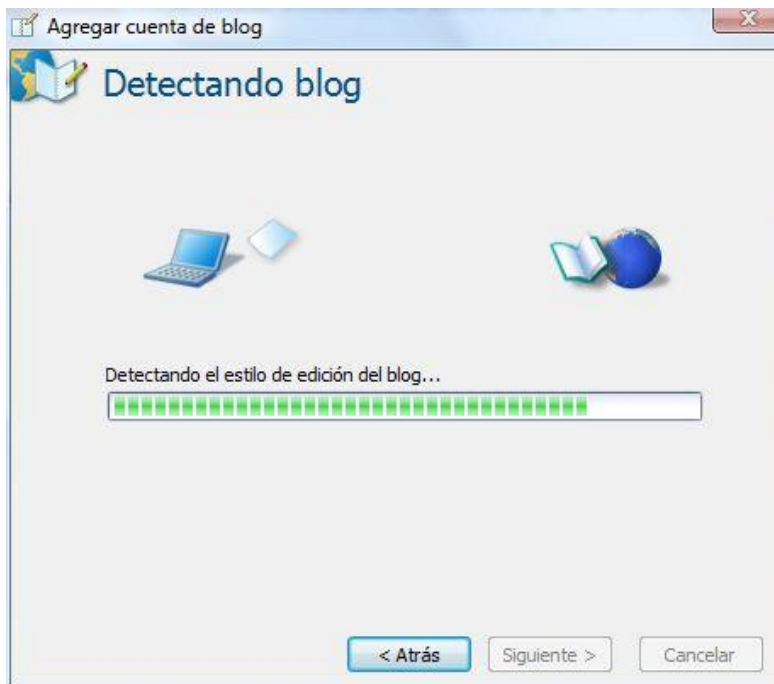 Agregar cuenta de blog
Detectando blog
Detectando el estilo de edición del blog...
< Atrás
Siguiente >
Cancelar